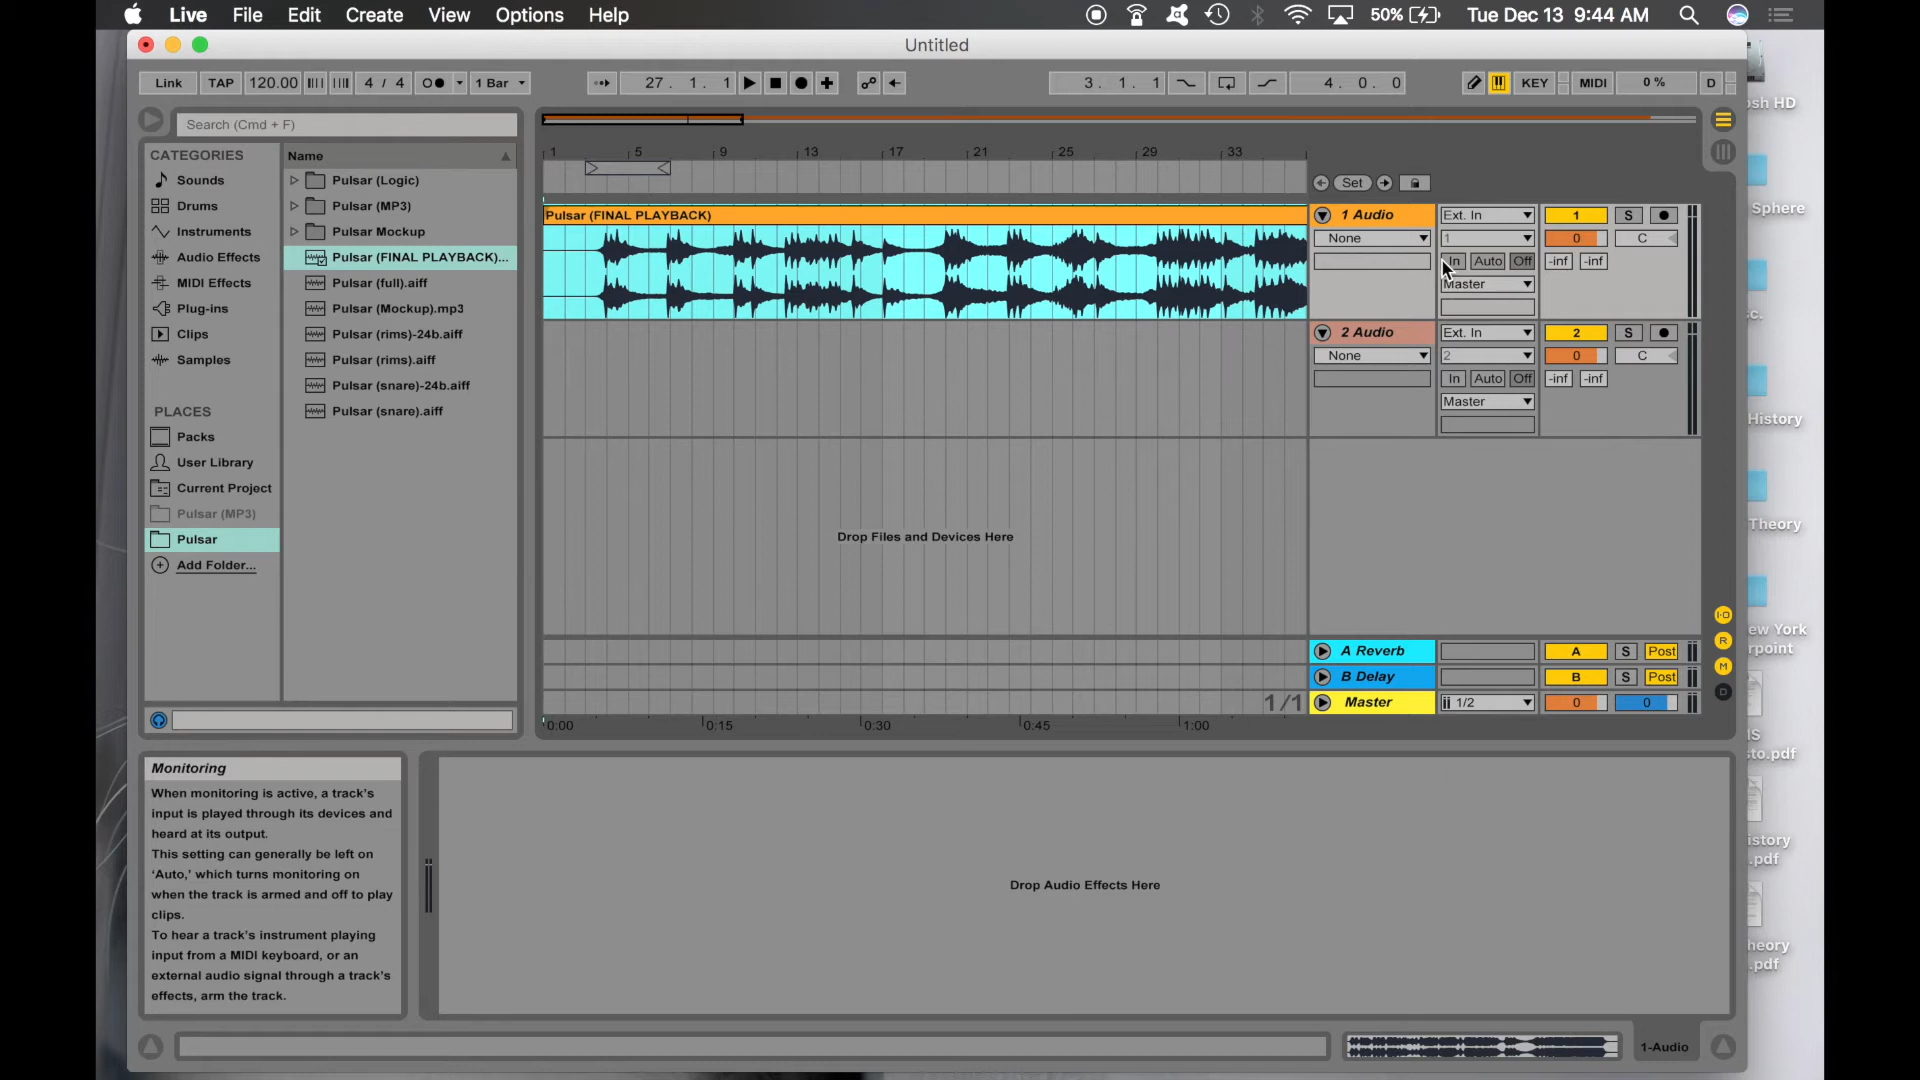 Live File Edit Create View Options Help 50% Tue Dec 13 9:44 AM
Untitled
Link TAP 120.00 4 / 4 1 Bar 27. 1. 1 3. 1. 1 4. 0. 0 KEY MIDI 0 % D
Search (Cmd + F)
CATEGORIES
Sounds
Drums
Instruments
Audio Effects
MIDI Effects
Plug-ins
Clips
Samples
PLACES
Packs
User Library
Current Project
Pulsar (MP3)
Pulsar
Add Folder...
Name
Pulsar (Logic)
Pulsar (MP3)
Pulsar Mockup
Pulsar (FINAL PLAYBACK)...
Pulsar (full).aiff
Pulsar (Mockup).mp3
Pulsar (rims)-24b.aiff
Pulsar (rims).aiff
Pulsar (snare)-24b.aiff
Pulsar (snare).aiff
1 5 9 13 17 21 25 29 33
Set
Pulsar (FINAL PLAYBACK)
1 Audio Ext. In 1 S
None 1 0 C
In Auto Off -inf -inf
Master
2 Audio Ext. In 2 S
None 2 0 C
In Auto Off -inf -inf
Master
Drop Files and Devices Here
I·O
R
M
D
A Reverb A S Post
B Delay B S Post
1/1 Master 1/2 0 0
0:00 0:15 0:30 0:45 1:00
Monitoring
When monitoring is active, a track's
input is played through its devices and
heard at its output.
This setting can generally be left on
'Auto,' which turns monitoring on
when the track is armed and off to play
clips.
To hear a track's instrument playing
input from a MIDI keyboard, or an
external audio signal through a track's
effects, arm the track.
Drop Audio Effects Here
1-Audio
osh HD
Sphere
c.
History
Theory
ew York
rpoint
sto.pdf
istory
.pdf
heory
.pdf